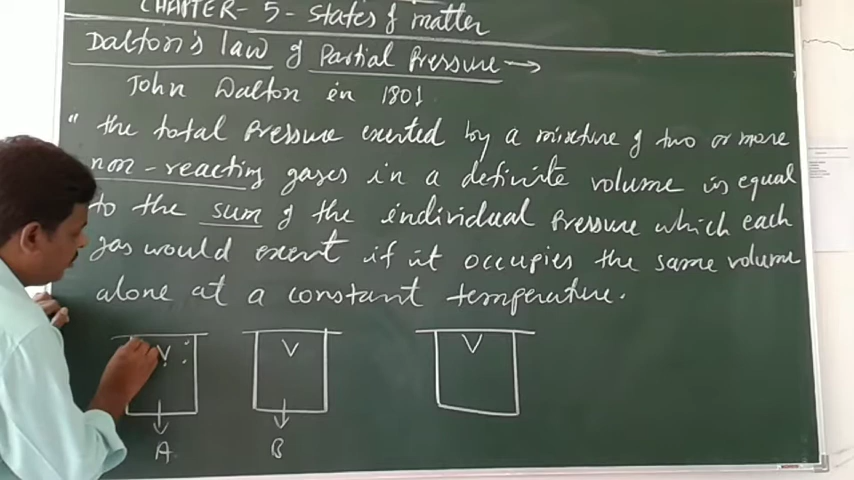 CHAPTER- 5 - States of matter
Dalton's law of Partial Pressure →
John Dalton in 1801
" the total Pressure exerted by a mixture of two or more
non-reacting gases in a definite volume is equal
to the sum of the individual Pressure which each
gas would exert if it occupies the same volume
alone at a constant temperature.
V V V
A B